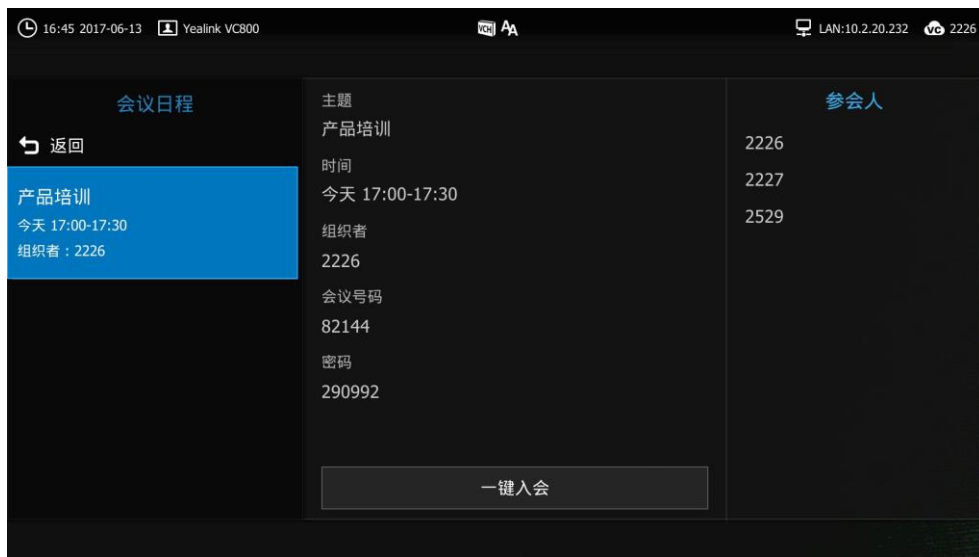 16:45 2017-06-13 Yealink VC800 VCH AA LAN:10.2.20.232 VC 2226
会议日程
返回
产品培训
今天 17:00-17:30
组织者：2226
主题
产品培训
时间
今天 17:00-17:30
组织者
2226
会议号码
82144
密码
290992
一键入会
参会人
2226
2227
2529